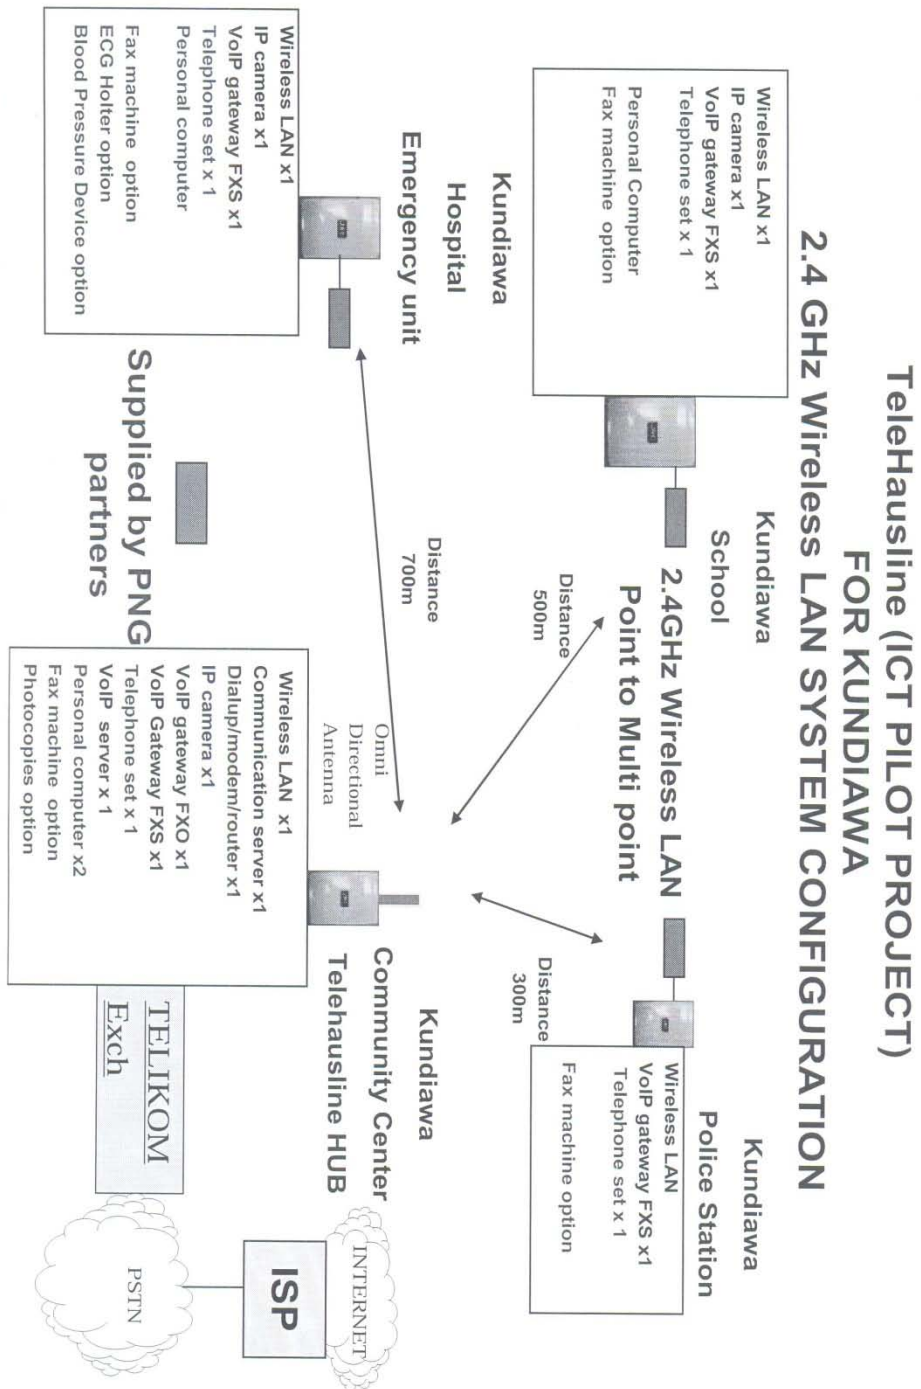 TeleHausline (ICT PILOT PROJECT)
FOR KUNDIAWA
2.4 GHz Wireless LAN SYSTEM CONFIGURATION
Wireless LAN x1
IP camera x1
VoIP gateway FXS x1
Telephone set x 1
Personal Computer
Fax machine option
Kundiawa
School
2.4GHz Wireless LAN
Point to Multi point
Kundiawa
Police Station
Wireless LAN
VoIP gateway FXS x1
Telephone set x 1
Fax machine option
Distance
500m
Distance
300m
Kundiawa
Hospital
Emergency unit
Distance
700m
Wireless LAN x1
IP camera x1
VoIP gateway FXS x1
Telephone set x 1
Personal computer
Fax machine option
ECG Holter option
Blood Pressure Device option
Supplied by PNG
partners
Omni
Directional
Antenna
Kundiawa
Community Center
Telehausline HUB
Wireless LAN x1
Communication server x1
Dialup/modem/router x1
IP camera x1
VoIP gateway FXO x1
VoIP Gateway FXS x1
Telephone set x 1
VoIP server x 1
Personal computer x2
Fax machine option
Photocopies option
TELIKOM
Exch
INTERNET
ISP
PSTN